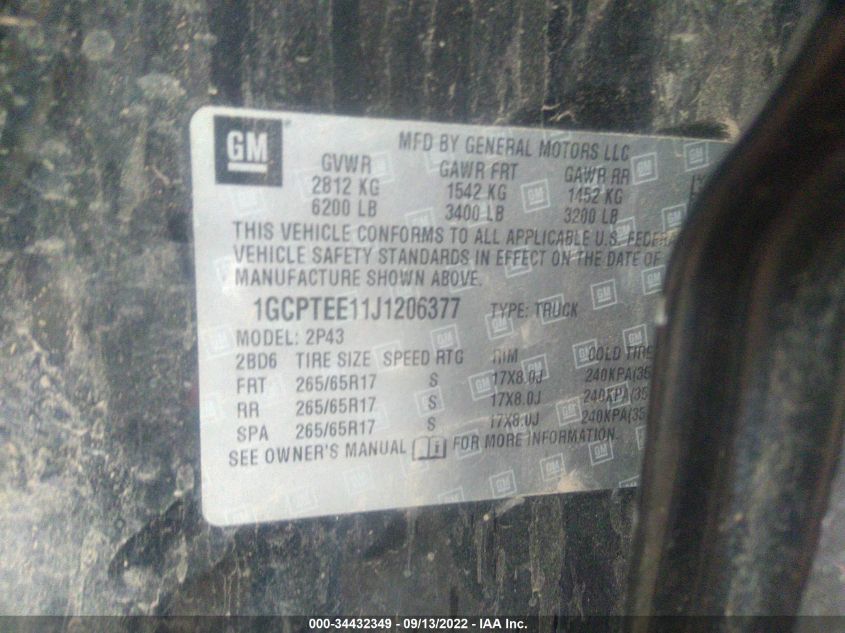 GM
MFD BY GENERAL MOTORS LLC
GVWR GAWR FRT GAWR RR
2812 KG 1542 KG 1452 KG
6200 LB 3400 LB 3200 LB
THIS VEHICLE CONFORMS TO ALL APPLICABLE U.S. FEDERA
VEHICLE SAFETY STANDARDS IN EFFECT ON THE DATE OF
MANUFACTURE SHOWN ABOVE.
1GCPTEE11J1206377 TYPE: TRUCK
MODEL: 2P43
2BD6 TIRE SIZE SPEED RTG RIM COLD TIRE
FRT 265/65R17 S 17X8.0J 240KPA(35
RR 265/65R17 S 17X8.0J 240KPA(35
SPA 265/65R17 S 17X8.0J 240KPA(35
SEE OWNER'S MANUAL FOR MORE INFORMATION.
000-34432349 - 09/13/2022 - IAA Inc.